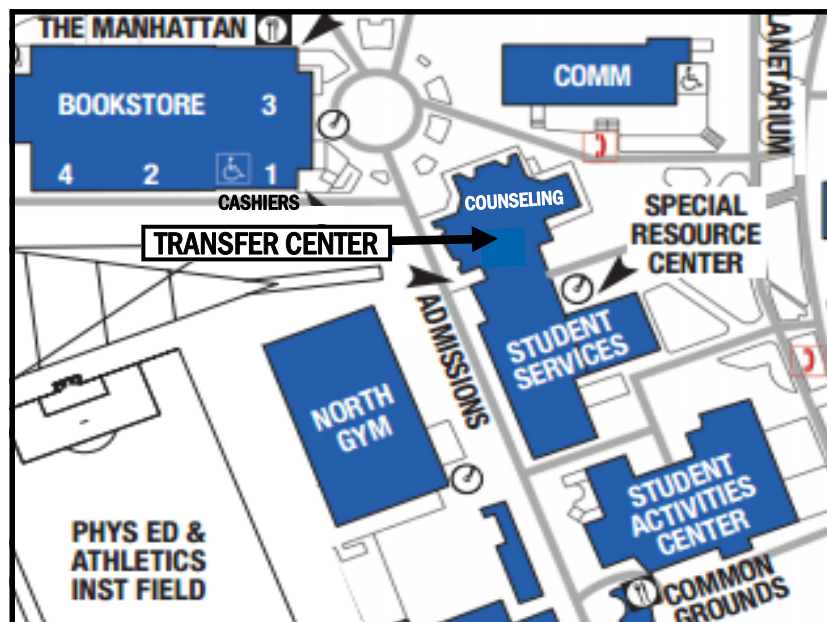 THE MANHATTAN
BOOKSTORE
3
4
2
1
CASHIERS
COMM
LANETARIUM
COUNSELING
TRANSFER CENTER
SPECIAL
RESOURCE
CENTER
ADMISSIONS
STUDENT
SERVICES
NORTH
GYM
STUDENT
ACTIVITIES
CENTER
PHYS ED &
ATHLETICS
INST FIELD
COMMON
GROUNDS